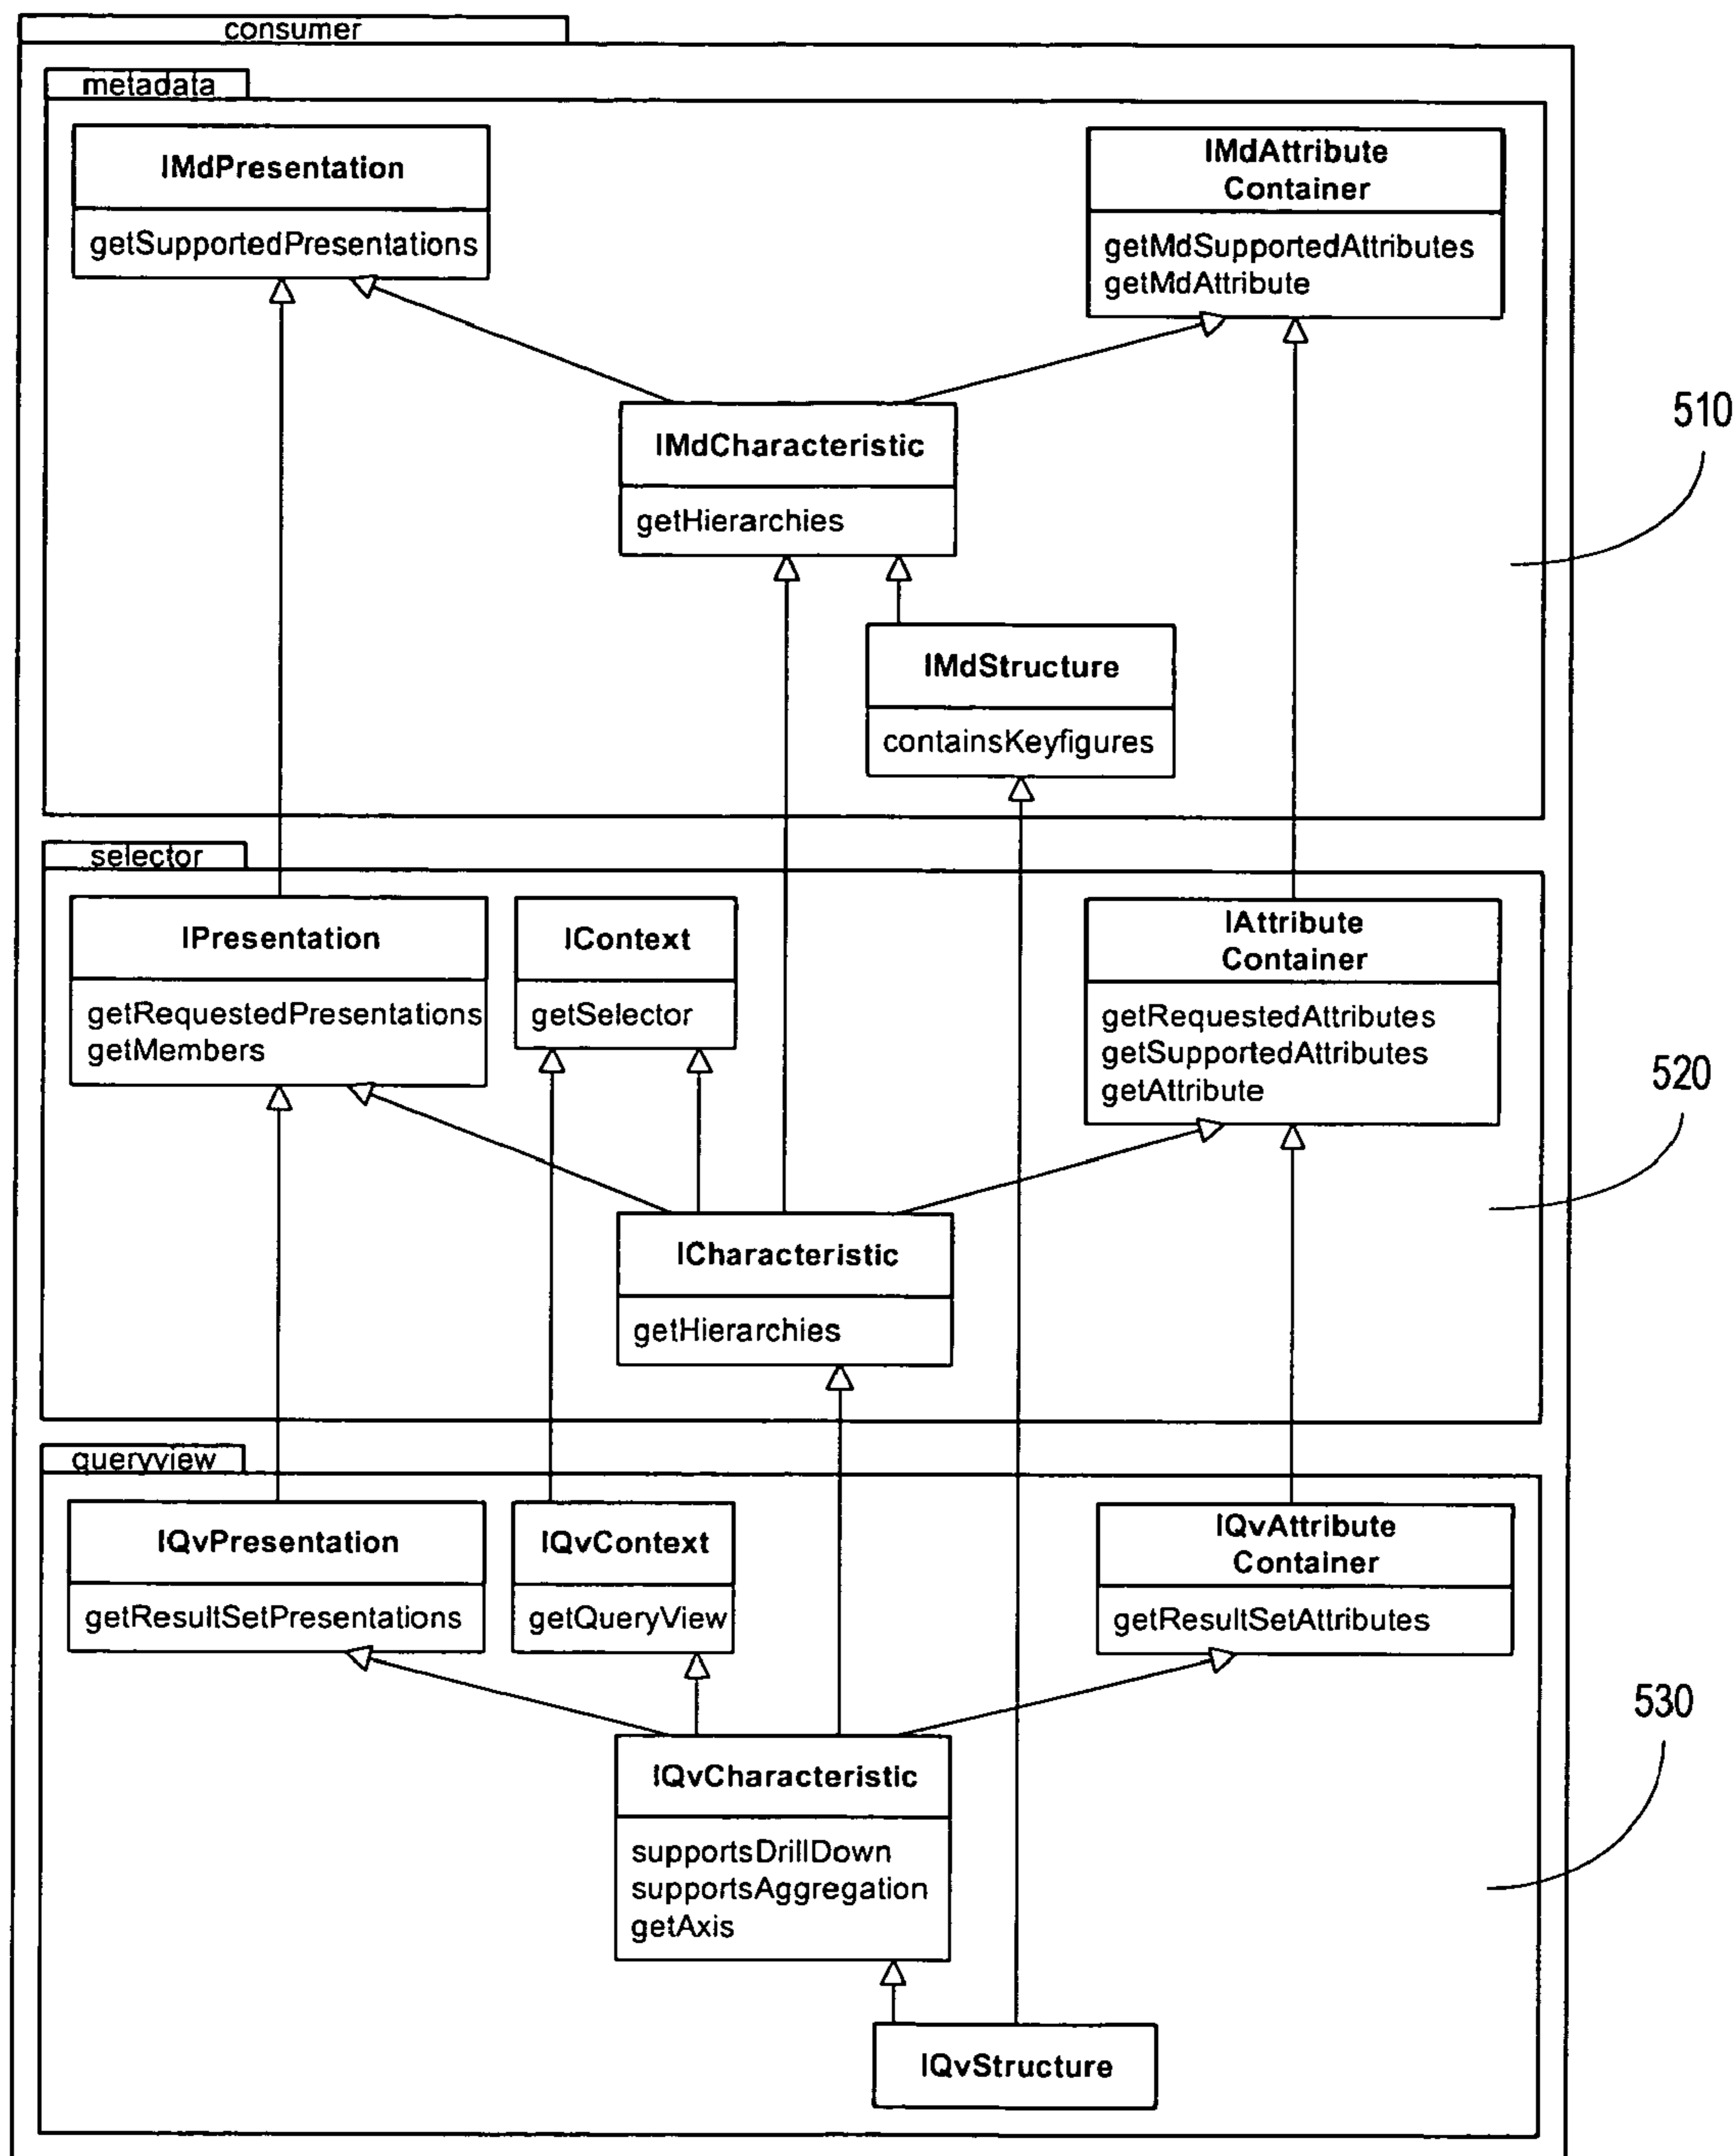 consumer
metadata
IMdPresentation
getSupportedPresentations
IMdAttribute
Container
getMdSupportedAttributes
getMdAttribute
IMdCharacteristic
getHierarchies
510
IMdStructure
containsKeyfigures
selector
IPresentation
getRequestedPresentations
getMembers
IContext
getSelector
IAttribute
Container
getRequestedAttributes
getSupportedAttributes
getAttribute
520
ICharacteristic
getHierarchies
queryview
IQvPresentation
getResultSetPresentations
IQvContext
getQueryView
IQvAttribute
Container
getResultSetAttributes
530
IQvCharacteristic
supportsDrillDown
supportsAggregation
getAxis
IQvStructure